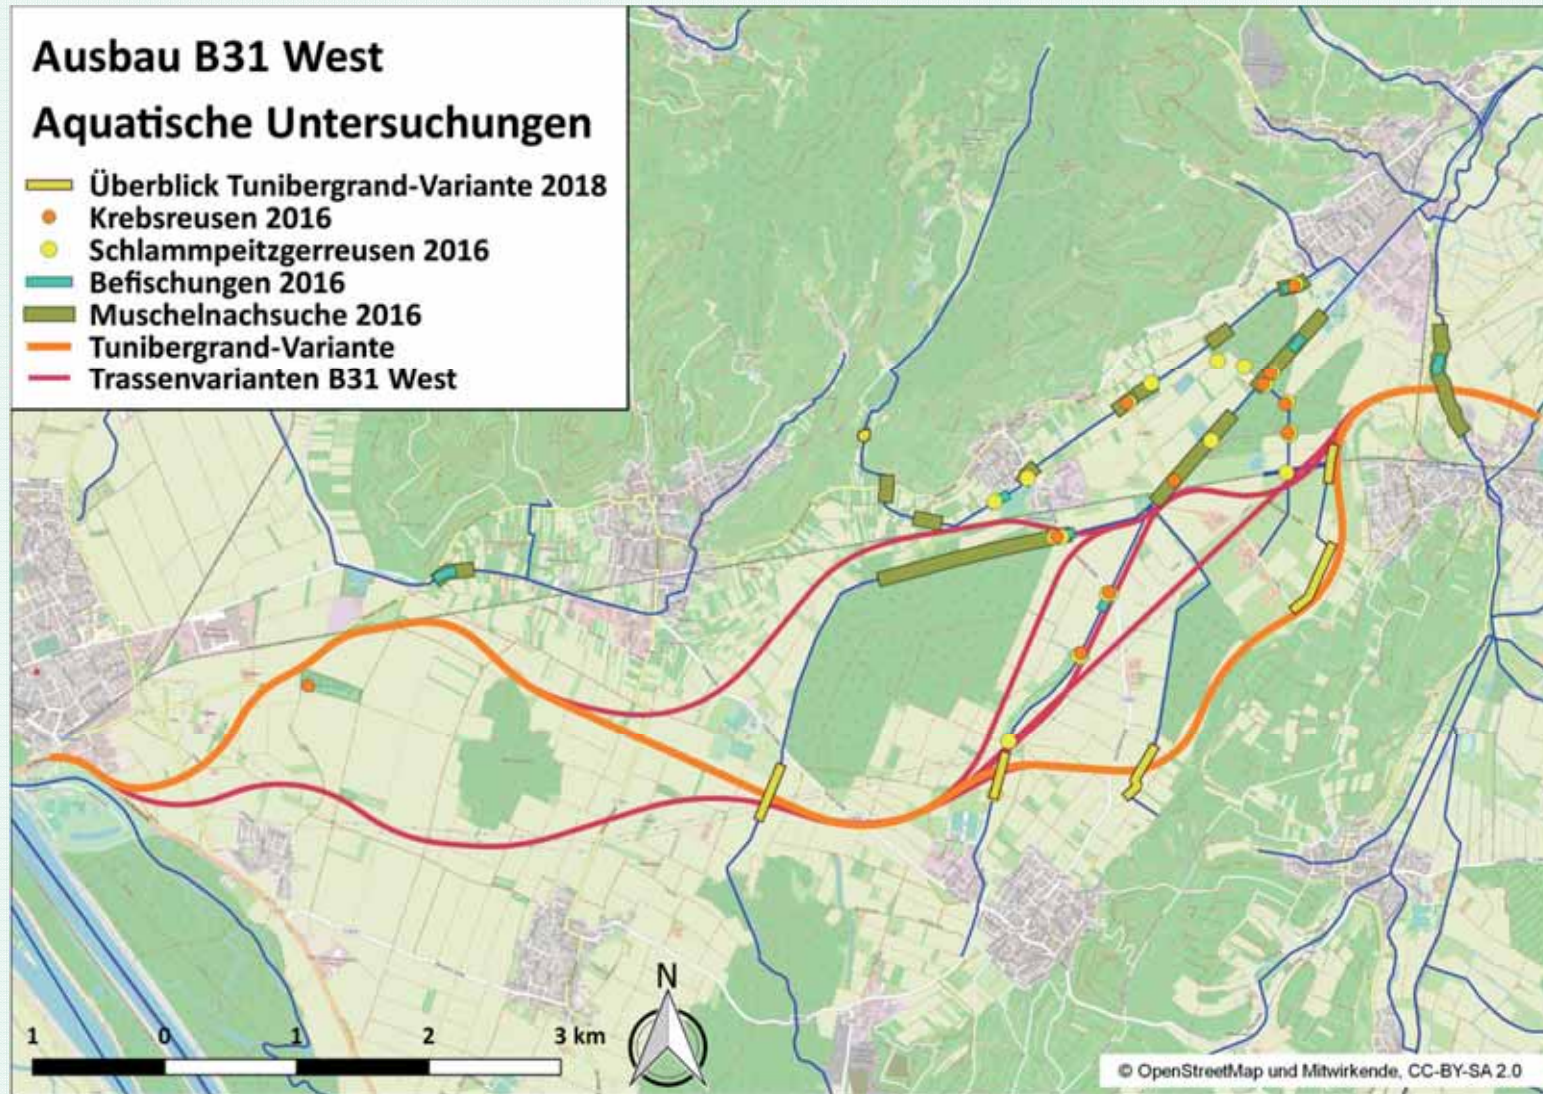 Ausbau B31 West
Aquatische Untersuchungen
Überblick Tunibergrand-Variante 2018
Krebsreusen 2016
Schlammpeitzgerreusen 2016
Befischungen 2016
Muschelnachsuche 2016
Tunibergrand-Variante
Trassenvarianten B31 West
N
1 0 1 2 3 km
© OpenStreetMap und Mitwirkende, CC-BY-SA 2.0